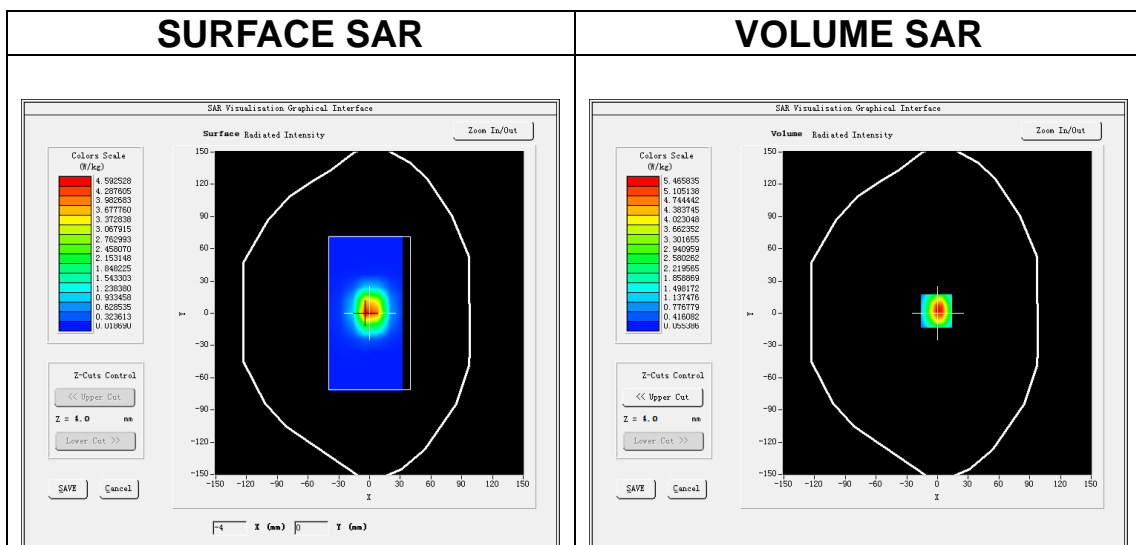 SURFACE SAR
VOLUME SAR
SAR Visualisation Graphical Interface
Surface Radiated Intensity
Zoom In/Out
Colors Scale
(W/kg)
4.592528
4.287605
3.982683
3.677760
3.372838
3.067915
2.762993
2.458070
2.153148
1.848225
1.543303
1.238380
0.933458
0.628535
0.323613
0.018690
150
120
90
60
30
0
-30
-60
-90
-120
-150
Y
-150 -120 -90 -60 -30 0 30 60 90 120 150
X
Z-Cuts Control
<< Upper Cut
Z = 4.0 mm
Lower Cut >>
SAVE Cancel
-4 X (mm) 0 Y (mm)
SAR Visualisation Graphical Interface
Volume Radiated Intensity
Zoom In/Out
Colors Scale
(W/kg)
5.465835
5.105138
4.744442
4.383745
4.023048
3.662352
3.301655
2.940959
2.580262
2.219565
1.858869
1.498172
1.137476
0.776779
0.416082
0.055386
150
120
90
60
30
0
-30
-60
-90
-120
-150
Y
-150 -120 -90 -60 -30 0 30 60 90 120 150
X
Z-Cuts Control
<< Upper Cut
Z = 4.0 mm
Lower Cut >>
SAVE Cancel